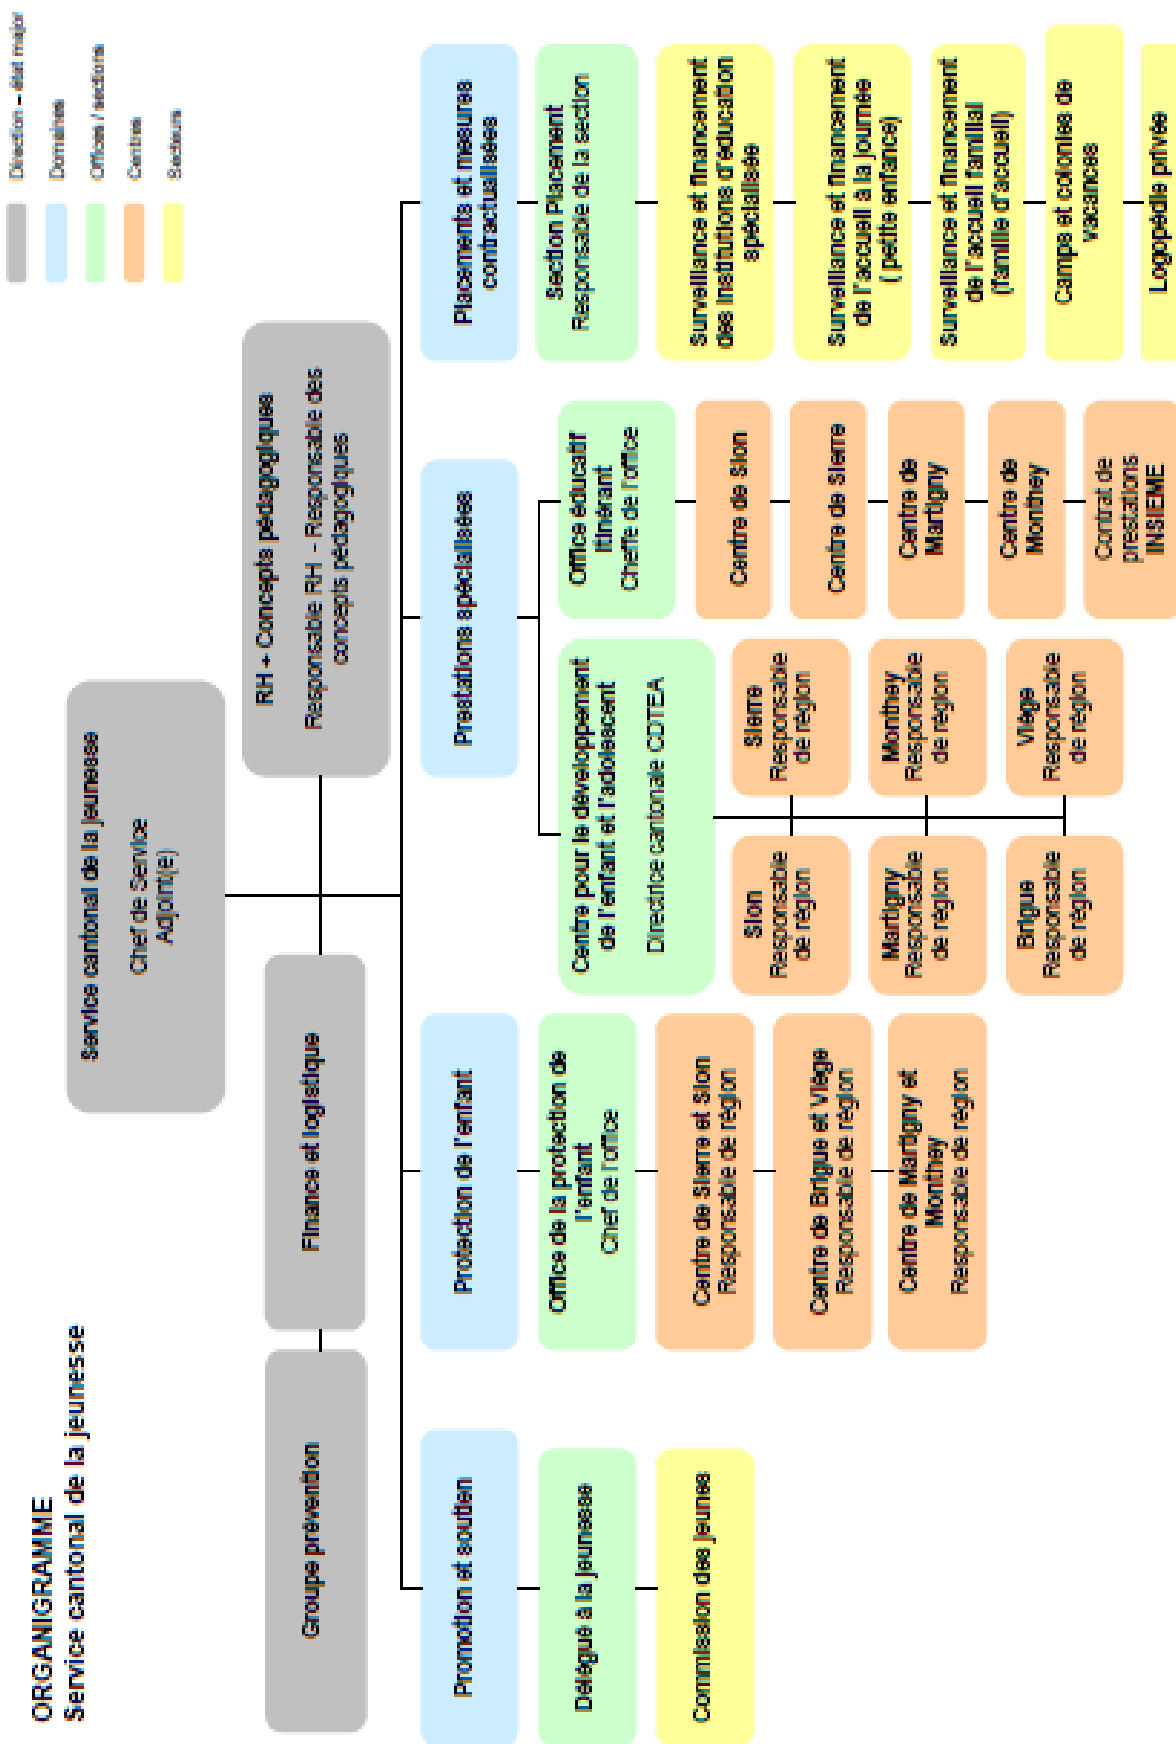 ORGANIGRAMME
Service cantonal de la jeunesse
Direction – état major
Domaines
Offices / sections
Centres
Secteurs
Service cantonal de la jeunesse
Chef de Service
Adjoint(e)
Groupe prévention
Finance et logistique
RH + Concepts pédagogiques
Responsable RH - Responsable des
concepts pédagogiques
Promotion et soutien
Délégué à la jeunesse
Commission des jeunes
Protection de l'enfant
Office de la protection de
l'enfant
Chef de l'office
Centre de Sierre et Sion
Responsable de région
Centre de Brigue et Viège
Responsable de région
Centre de Martigny et
Monthey
Responsable de région
Prestations spécialisées
Centre pour le développement
de l'enfant et l'adolescent
Directrice cantonale CDTEA
Sion
Responsable
de région
Sierre
Responsable
de région
Martigny
Responsable
de région
Monthey
Responsable
de région
Brigue
Responsable
de région
Viège
Responsable
de région
Office éducatif
itinérant
Cheffe de l'office
Centre de Sion
Centre de Sierre
Centre de
Martigny
Centre de
Monthey
Contrat de
prestations
INSIEME
Placements et mesures
contractualisées
Section Placement
Responsable de la section
Surveillance et financement
des institutions d'éducation
spécialisée
Surveillance et financement
de l'accueil à la journée
( petite enfance)
Surveillance et financement
de l'accueil familial
(famille d'accueil)
Camps et colonies de
vacances
Logopédie privée